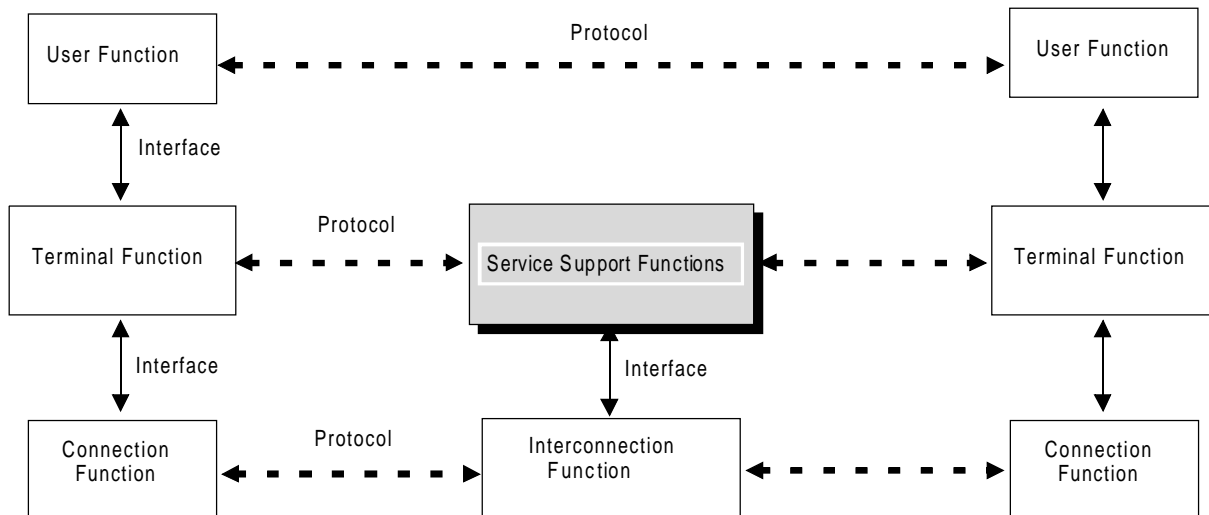 User Function
Protocol
User Function
Interface
Terminal Function
Protocol
Service Support Functions
Terminal Function
Interface
Interface
Connection
Function
Protocol
Interconnection
Function
Connection
Function